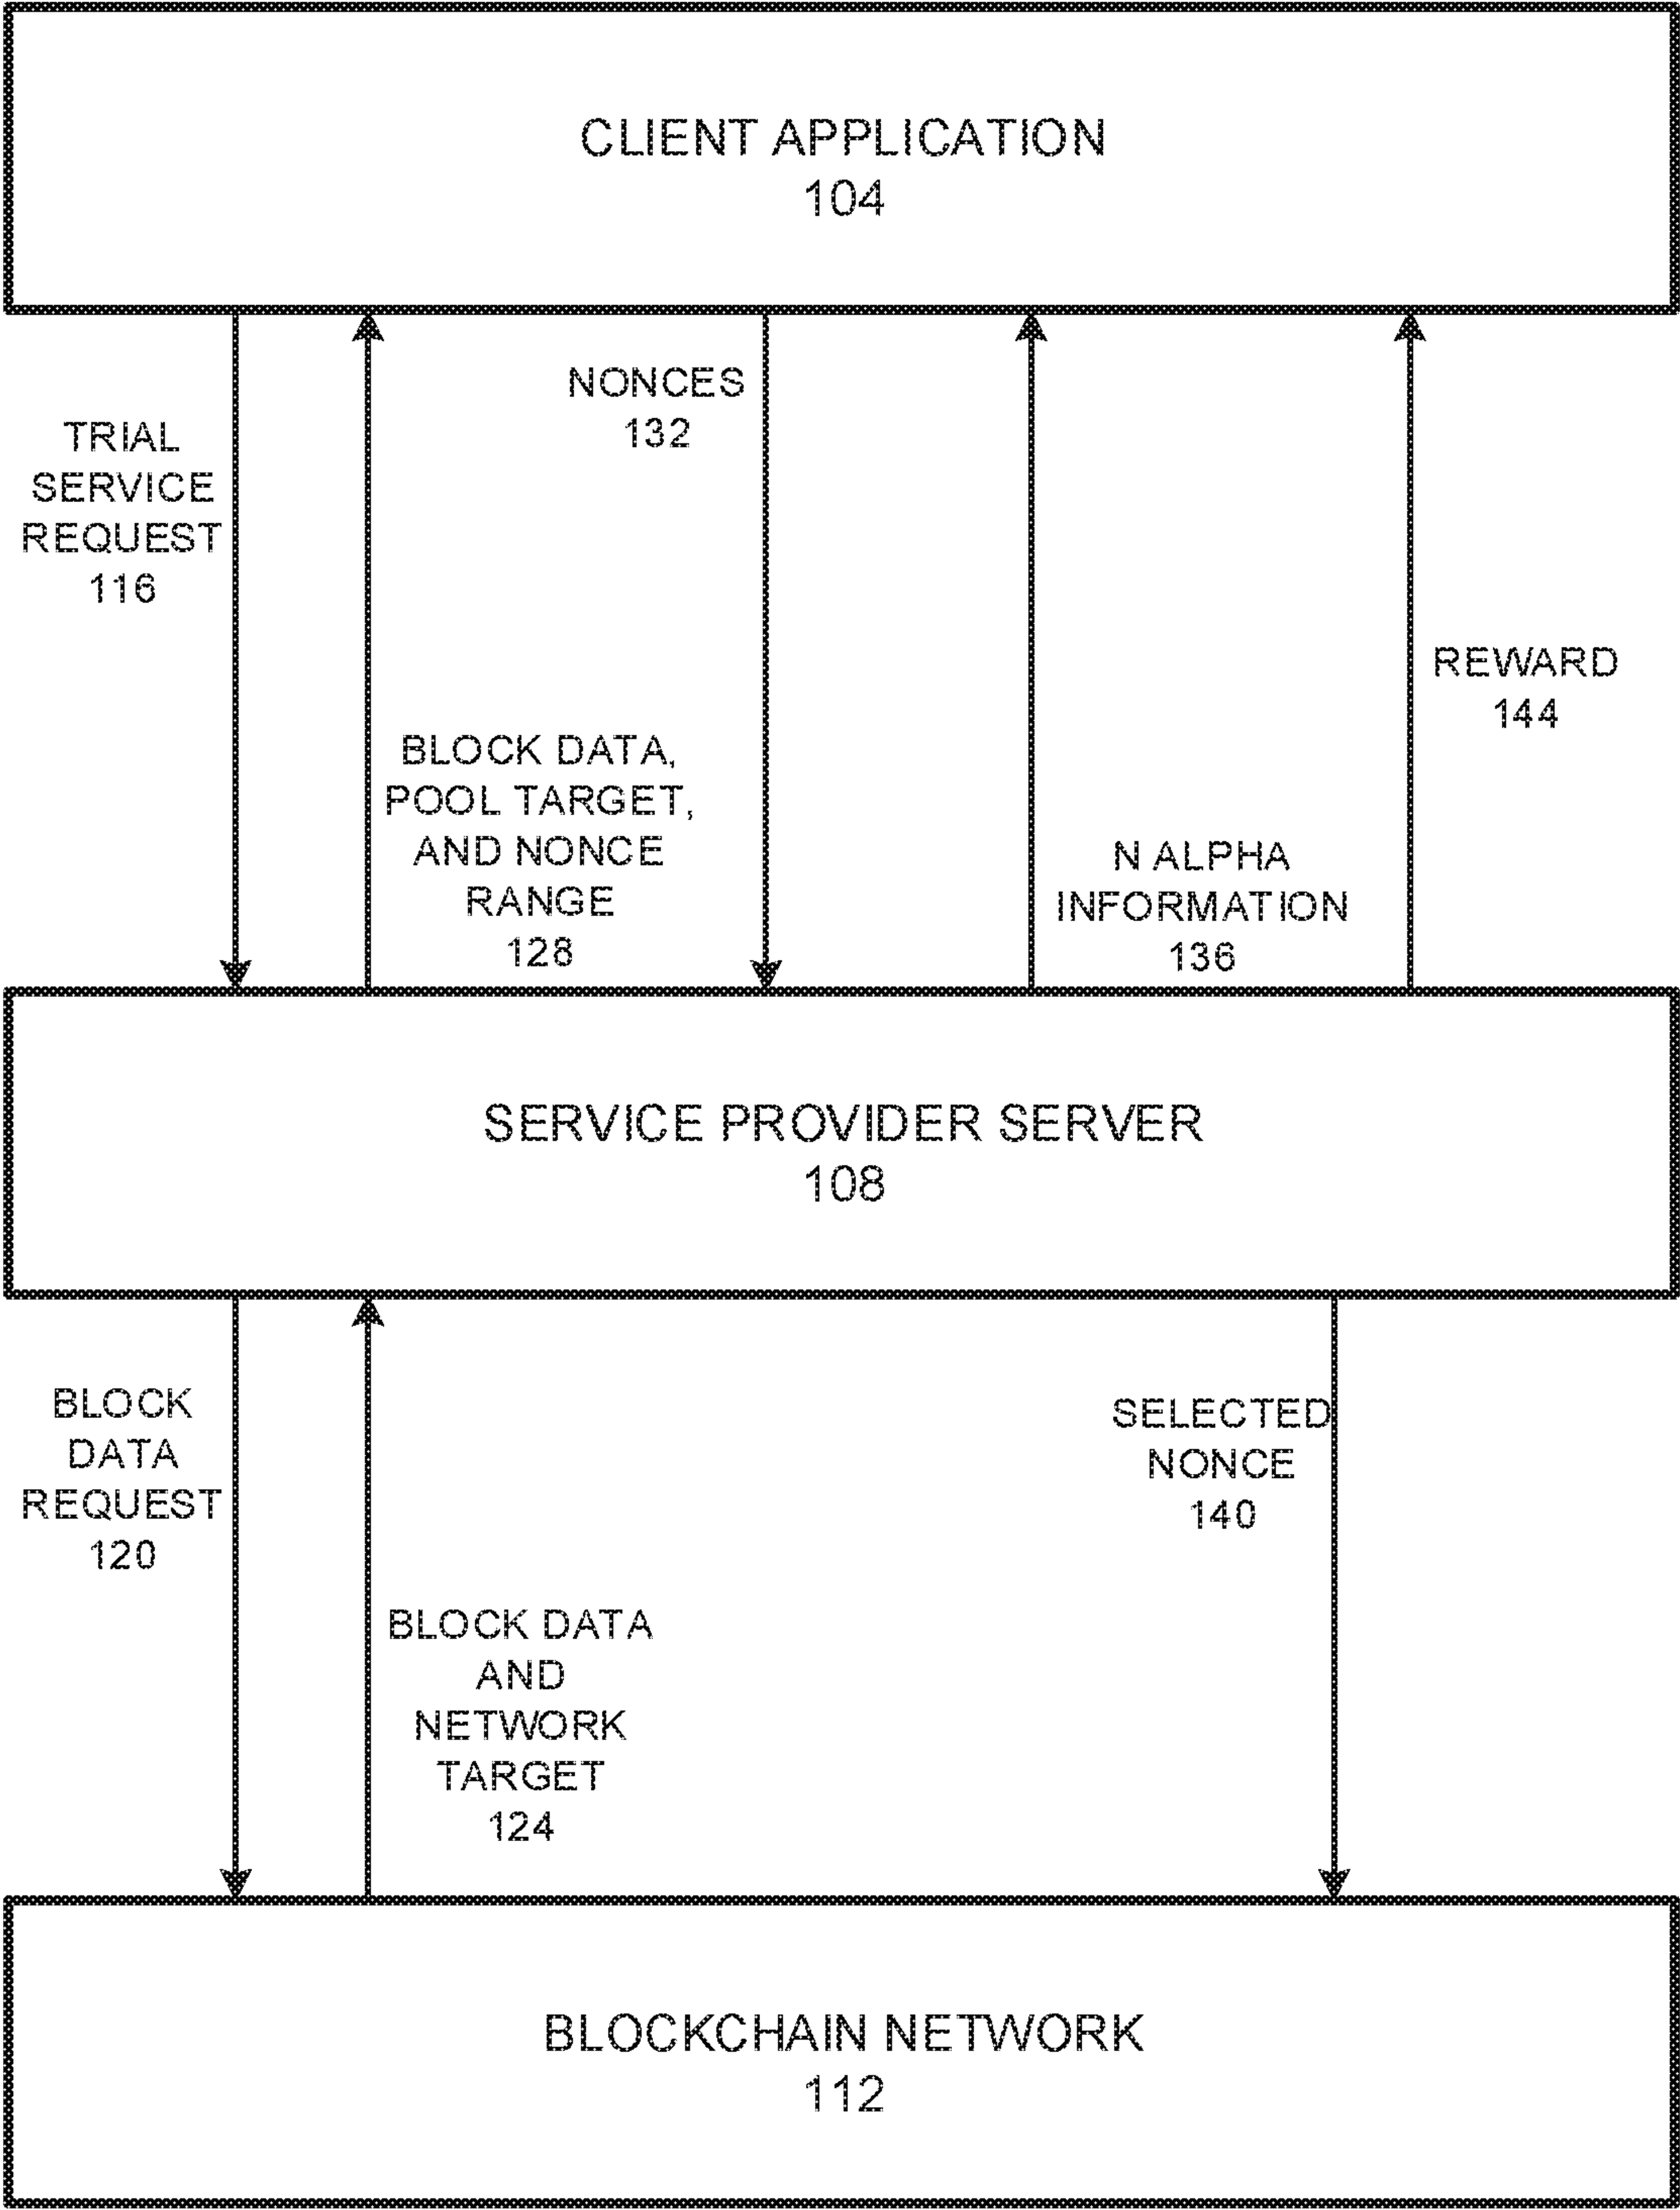 CLIENT APPLICATION
104
TRIAL
SERVICE
REQUEST
116
BLOCK DATA,
POOL TARGET,
AND NONCE
RANGE
128
NONCES
132
N ALPHA
INFORMATION
136
REWARD
144
SERVICE PROVIDER SERVER
108
BLOCK
DATA
REQUEST
120
BLOCK DATA
AND
NETWORK
TARGET
124
SELECTED
NONCE
140
BLOCKCHAIN NETWORK
112